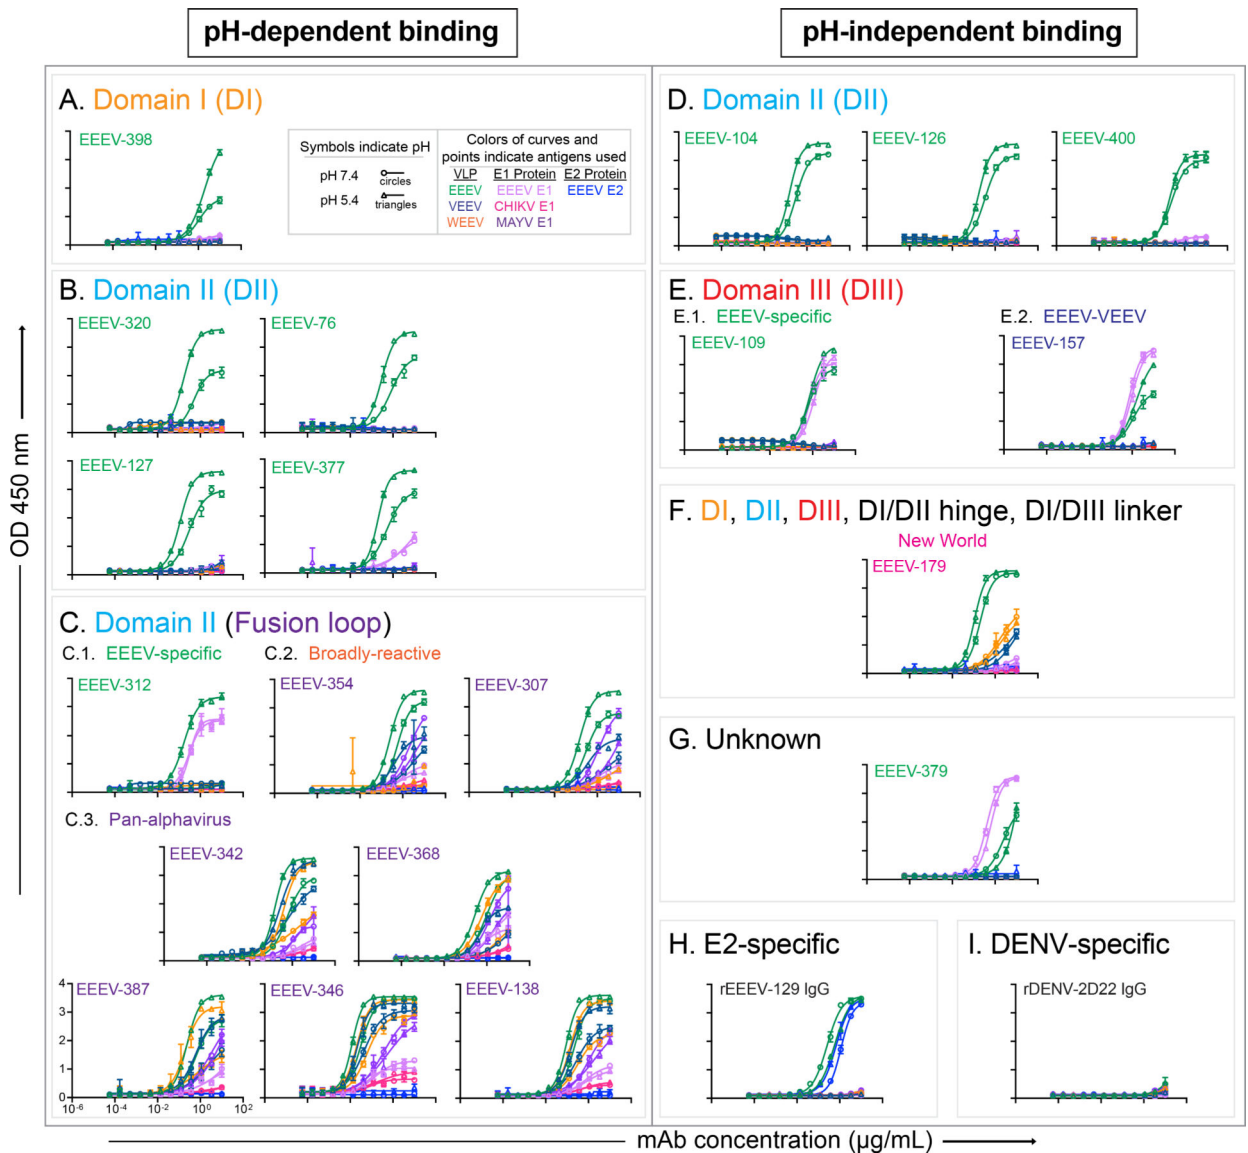 pH-dependent binding
pH-independent binding
A. Domain I (DI)
EEEV-398
Symbols indicate pH
pH 7.4 circles
pH 5.4 triangles
Colors of curves and
points indicate antigens used
VLP E1 Protein E2 Protein
EEEV EEEV E1 EEEV E2
VEEV CHIKV E1
WEEV MAYV E1
B. Domain II (DII)
EEEV-320
EEEV-76
EEEV-127
EEEV-377
C. Domain II (Fusion loop)
C.1. EEEV-specific
C.2. Broadly-reactive
EEEV-312
EEEV-354
EEEV-307
C.3. Pan-alphavirus
EEEV-342
EEEV-368
EEEV-387
EEEV-346
EEEV-138
4
3
2
1
0
10-6 10-4 10-2 100 102
D. Domain II (DII)
EEEV-104
EEEV-126
EEEV-400
E. Domain III (DIII)
E.1. EEEV-specific
E.2. EEEV-VEEV
EEEV-109
EEEV-157
F. DI, DII, DIII, DI/DII hinge, DI/DIII linker
New World
EEEV-179
G. Unknown
EEEV-379
H. E2-specific
rEEEV-129 IgG
I. DENV-specific
rDENV-2D22 IgG
OD 450 nm
mAb concentration (µg/mL)